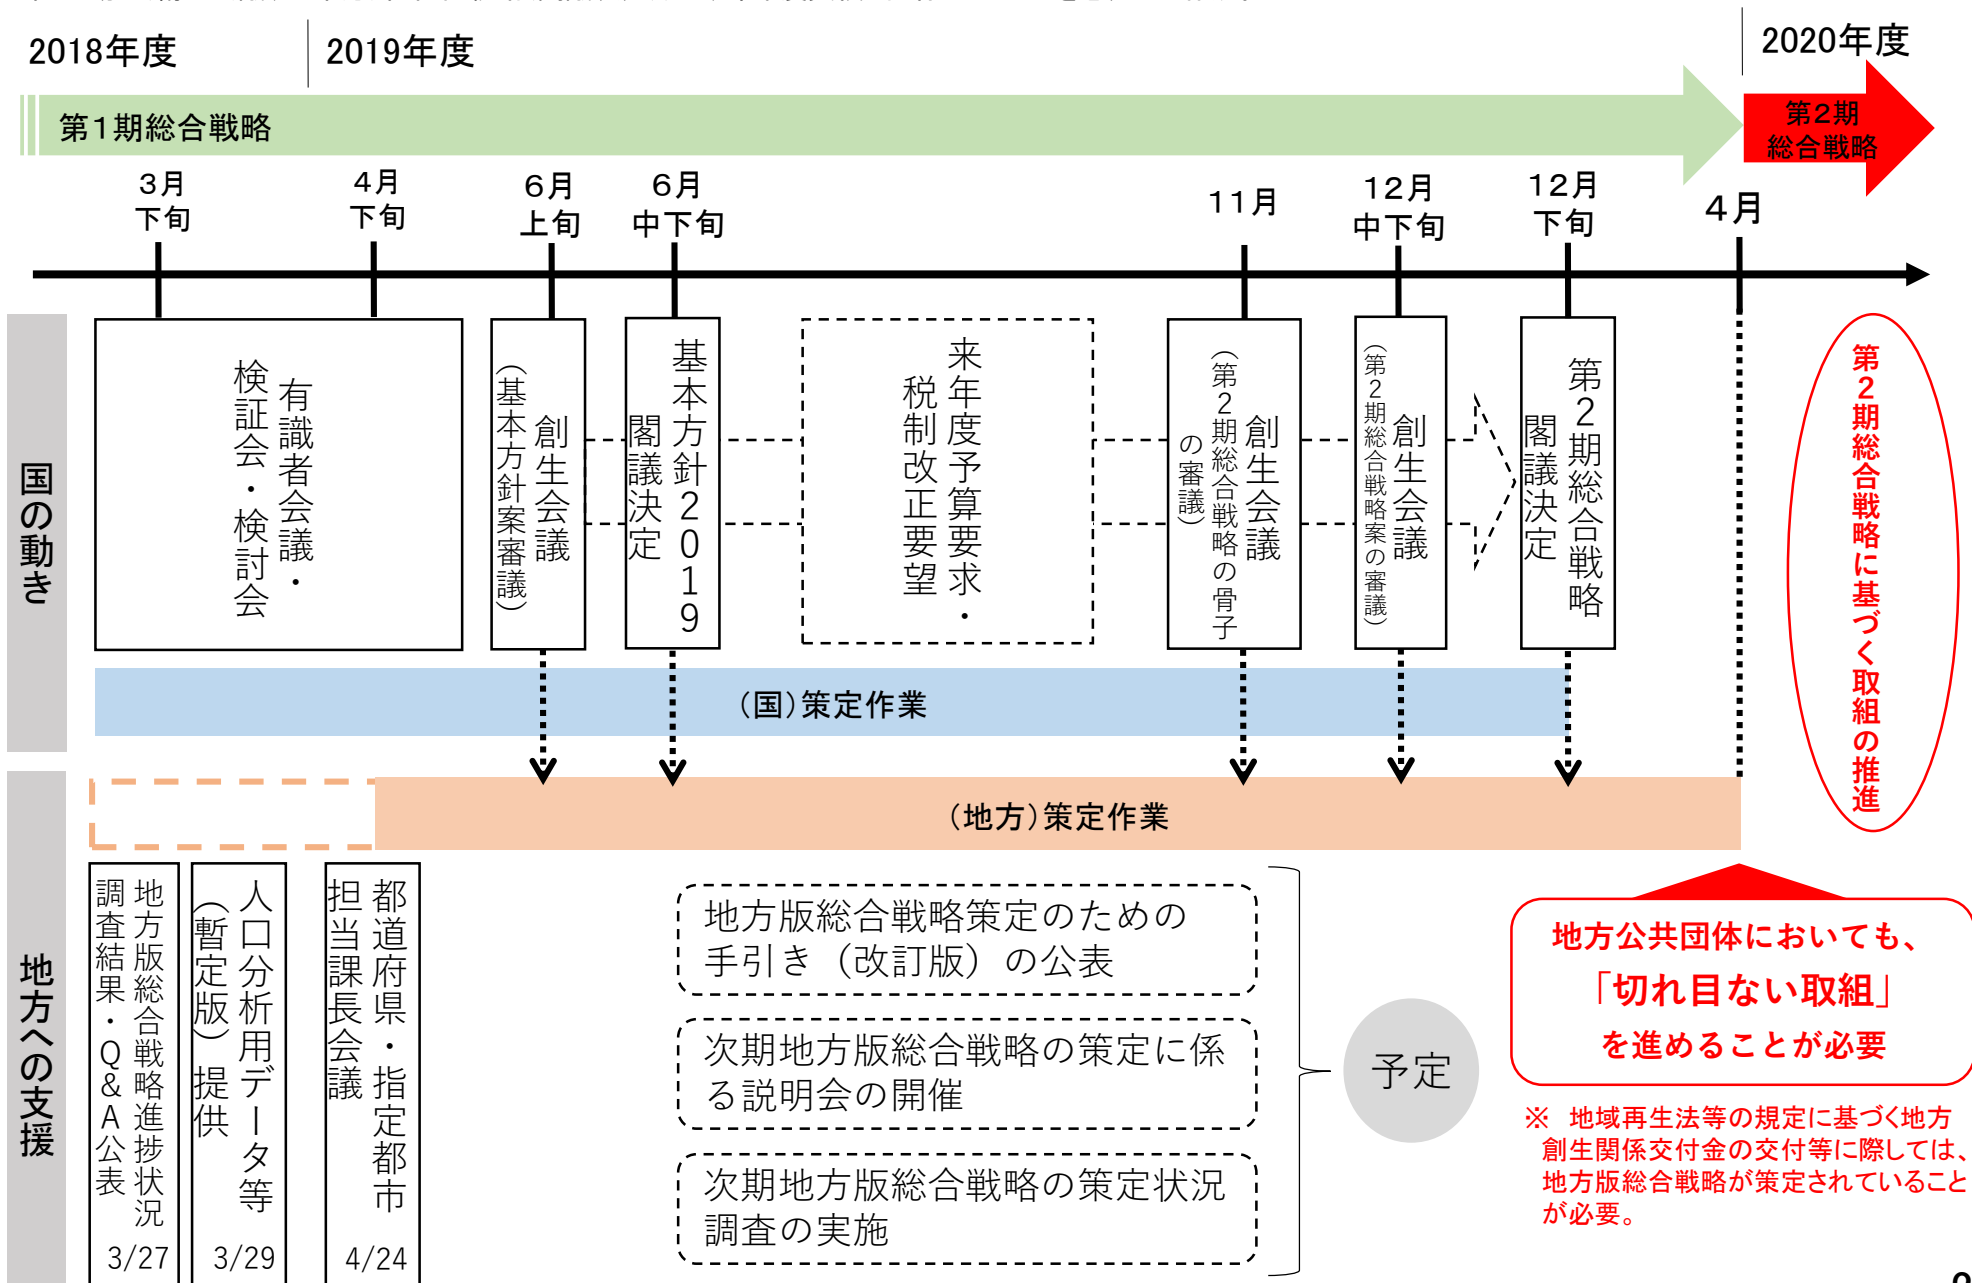 2018年度
2019年度
2020年度
第1期総合戦略
第2期
総合戦略
3月
下旬
4月
下旬
6月
上旬
6月
中下旬
11月
12月
中下旬
12月
下旬
4月
国の動き
有識者会議・
検証会・検討会
創生会議
(基本方針案審議)
基本方針2019
閣議決定
来年度予算要求・
税制改正要望
創生会議
(第2期総合戦略の骨子
の審議)
創生会議
(第2期総合戦略案の審議)
第2期総合戦略
閣議決定
第2期総合戦略に基づく取組の推進
(国)策定作業
(地方)策定作業
地方への支援
地方版総合戦略進捗状況
調査結果・Q&A公表
3/27
人口分析用データ等
(暫定版)提供
3/29
都道府県・指定都市
担当課長会議
4/24
地方版総合戦略策定のための
手引き(改訂版)の公表
次期地方版総合戦略の策定に係
る説明会の開催
次期地方版総合戦略の策定状況
調査の実施
予定
地方公共団体においても、
「切れ目ない取組」
を進めることが必要
※ 地域再生法等の規定に基づく地方
創生関係交付金の交付等に際しては、
地方版総合戦略が策定されていること
が必要。